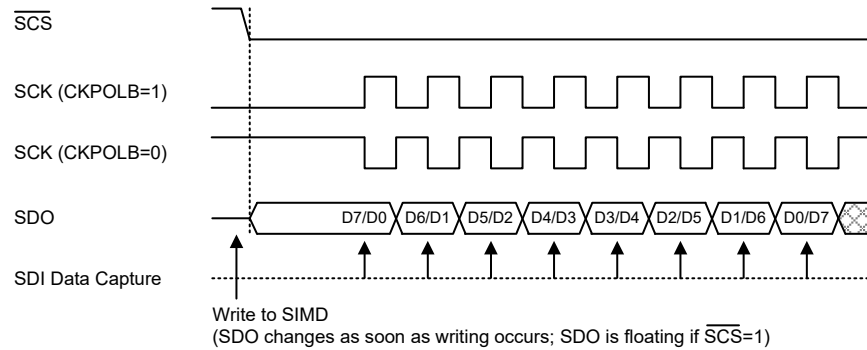 SCS
SCK (CKPOLB=1)
SCK (CKPOLB=0)
SDO
D7/D0 D6/D1 D5/D2 D4/D3 D3/D4 D2/D5 D1/D6 D0/D7
SDI Data Capture
Write to SIMD
(SDO changes as soon as writing occurs; SDO is floating if SCS=1)